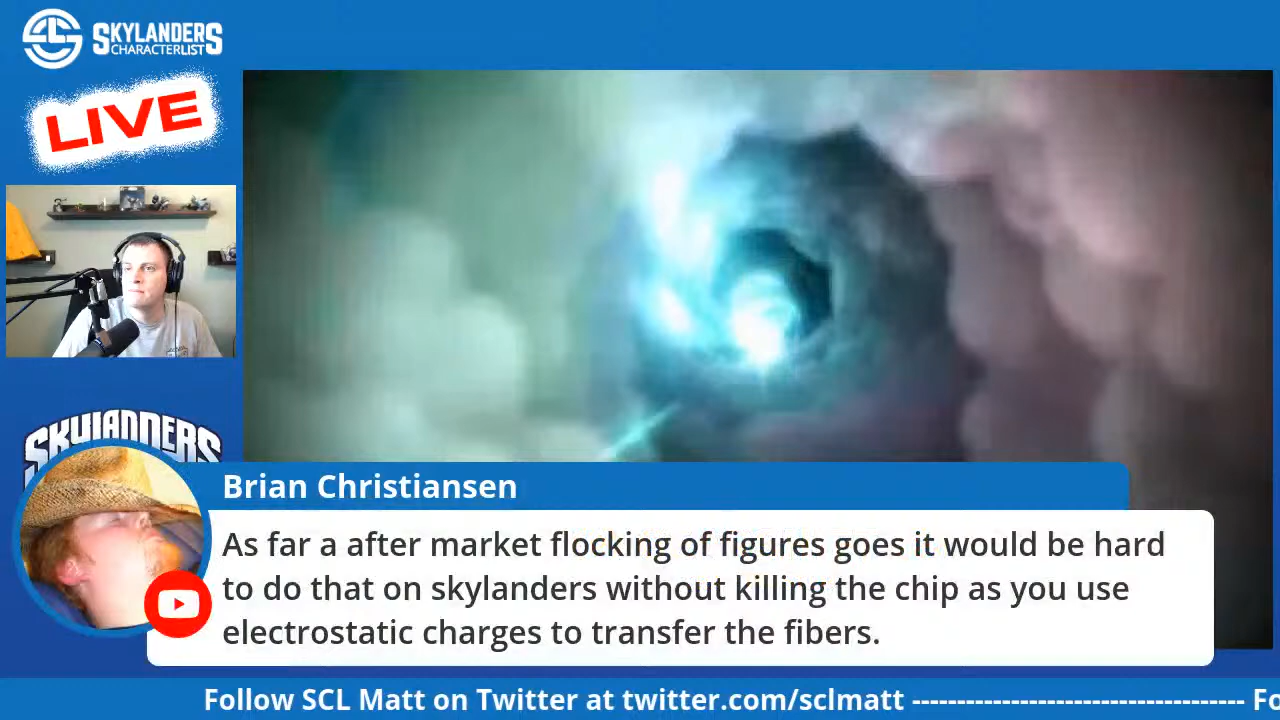 SKYLANDERS
CHARACTERLIST
LIVE
SKYLANDERS
Brian Christiansen
As far a after market flocking of figures goes it would be hard
to do that on skylanders without killing the chip as you use
electrostatic charges to transfer the fibers.
Follow SCL Matt on Twitter at twitter.com/sclmatt ------------------------------------ Fo